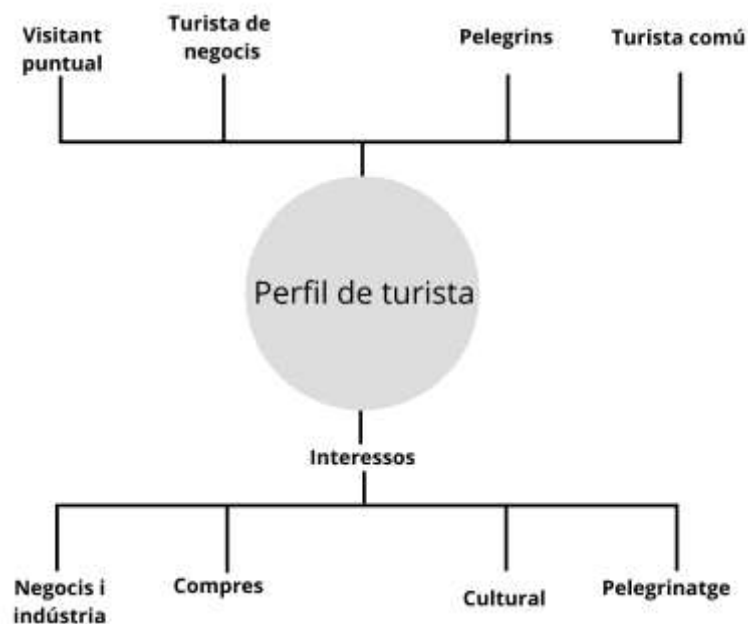 Visitant
puntual
Turista de
negocis
Pelegrins
Turista comú
Perfil de turista
Interessos
Negocis i
indústria
Compres
Cultural
Pelegrinatge